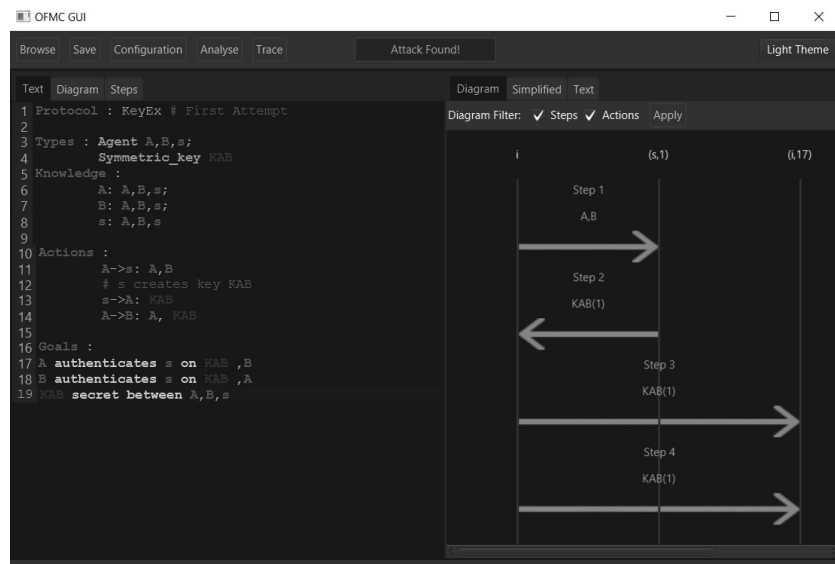 OFMC GUI
Browse Save Configuration Analyse Trace Attack Found! Light Theme
Text Diagram Steps
1 Protocol : KeyEx # First Attempt
2
3 Types : Agent A,B,s;
4 Symmetric_key KAB
5 Knowledge :
6 A: A,B,s;
7 B: A,B,s;
8 s: A,B,s
9
10 Actions :
11 A->s: A,B
12 # s creates key KAB
13 s->A: KAB
14 A->B: A, KAB
15
16 Goals :
17 A authenticates s on KAB ,B
18 B authenticates s on KAB ,A
19 KAB secret between A,B,s
Diagram Simplified Text
Diagram Filter: Steps Actions Apply
i (s,1) (i,17)
Step 1
A,B
Step 2
KAB(1)
Step 3
KAB(1)
Step 4
KAB(1)